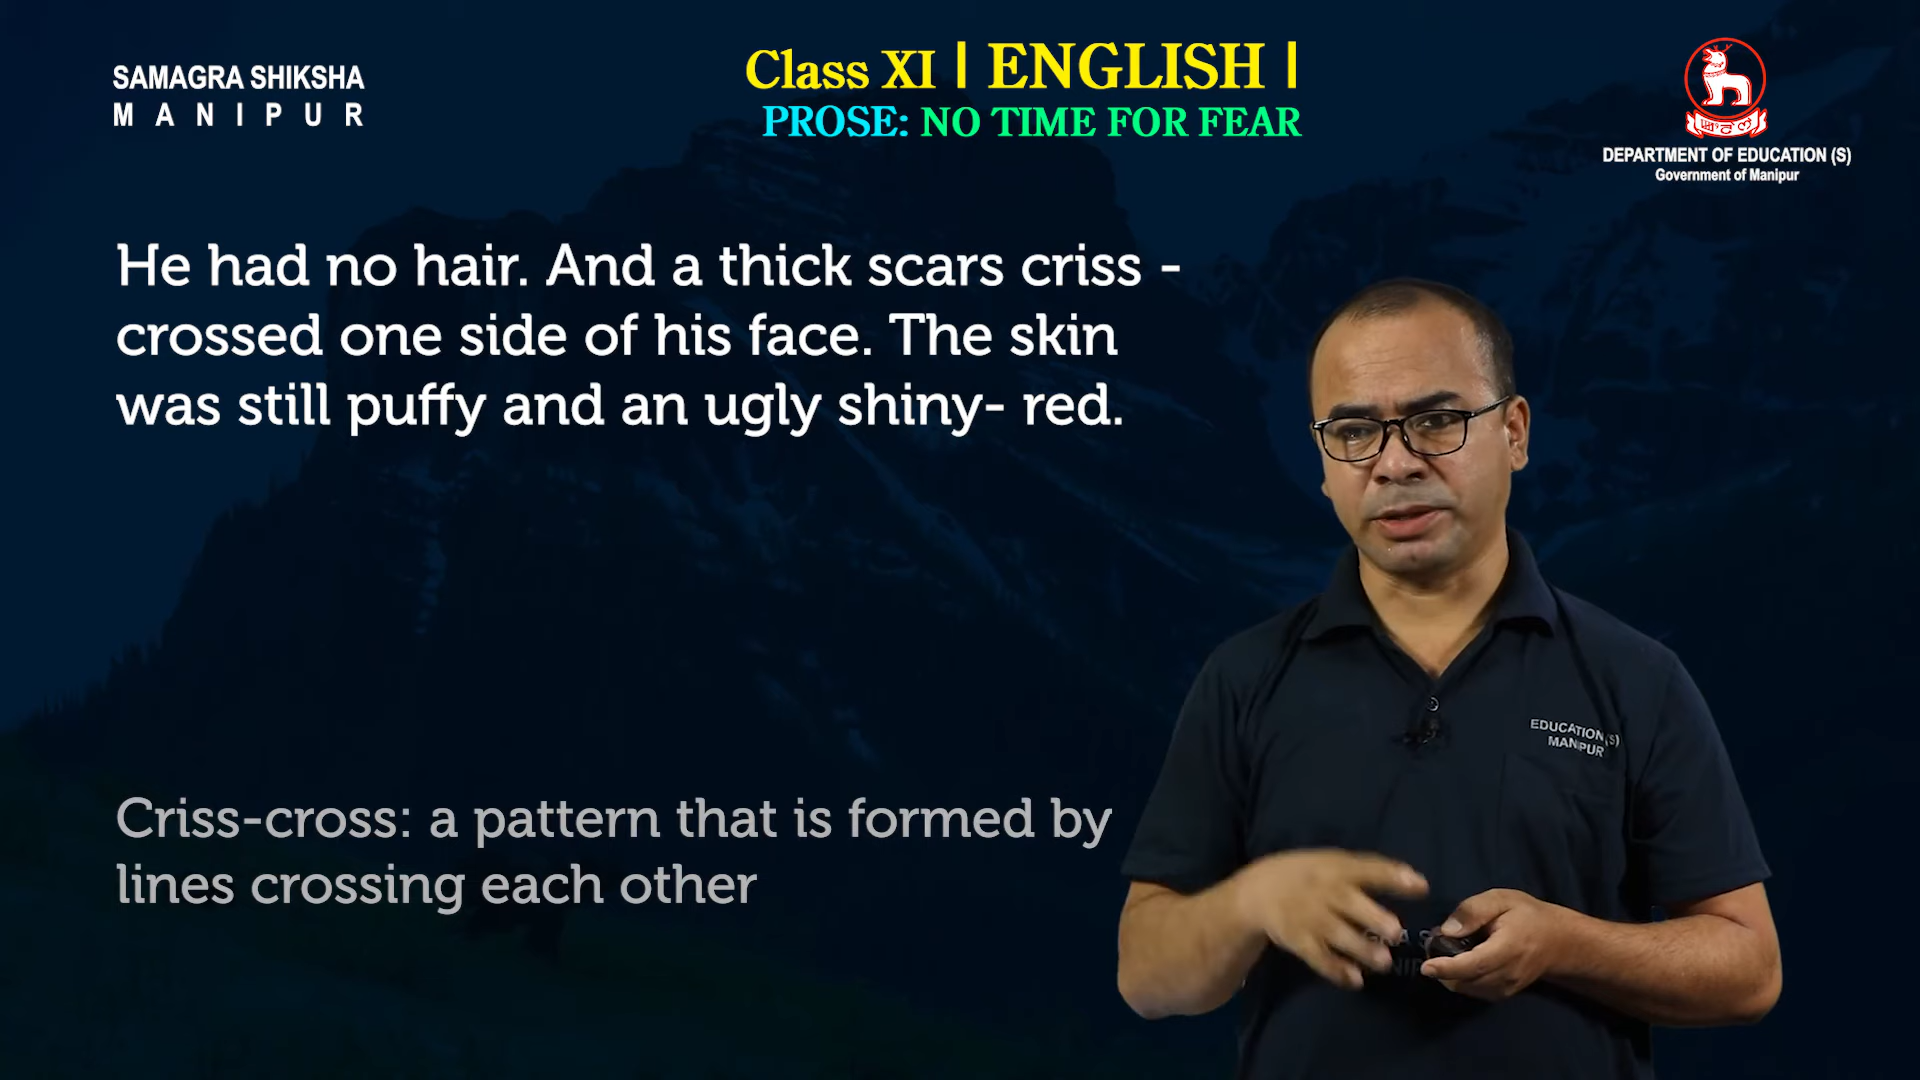 SAMAGRA SHIKSHA
MANIPUR
Class XI | ENGLISH |
PROSE: NO TIME FOR FEAR
DEPARTMENT OF EDUCATION (S)
Government of Manipur
He had no hair. And a thick scars criss -
crossed one side of his face. The skin
was still puffy and an ugly shiny- red.
EDUCATION (S)
MANIPUR
Criss-cross: a pattern that is formed by
lines crossing each other